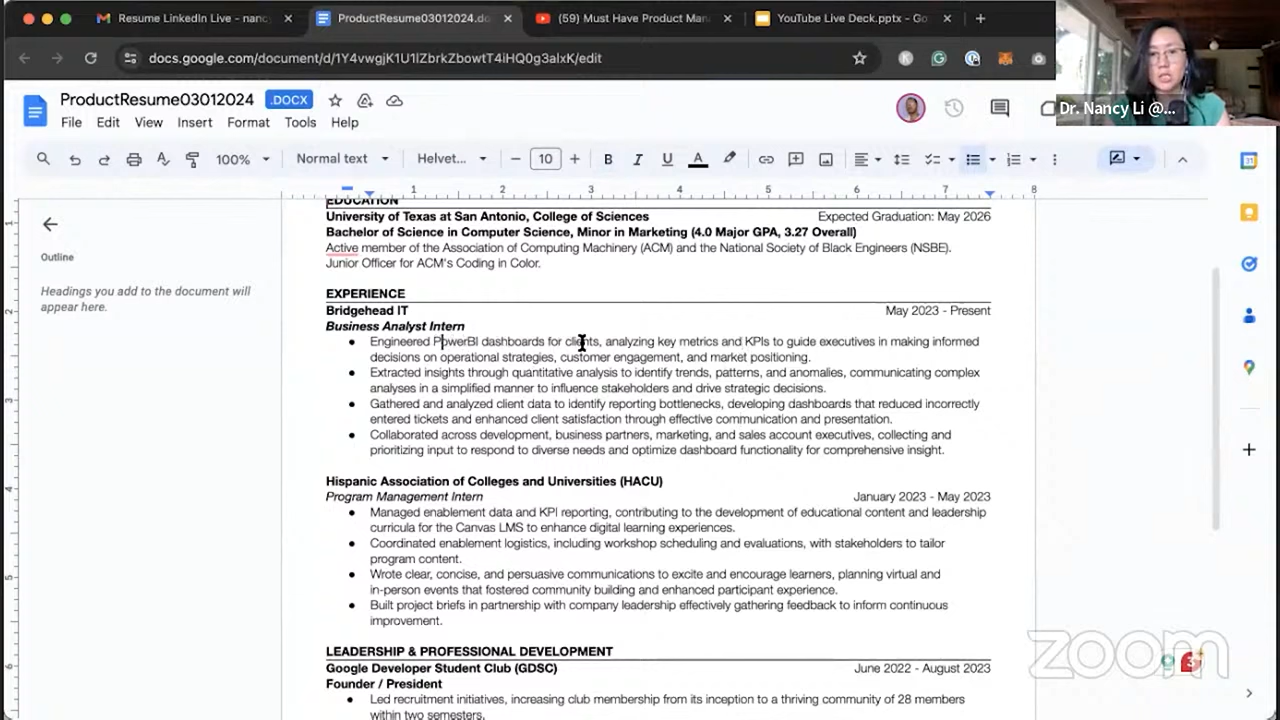 Resume LinkedIn Live - nan
ProductResume03012024.do
(59) Must Have Product Man
YouTube Live Deck.pptx - Go
docs.google.com/document/d/1Y4vwgjK1U1lZbrkZbowtT4iHQ0g3alxK/edit
ProductResume03012024
.DOCX
File Edit View Insert Format Tools Help
Dr. Nancy Li @...
100% Normal text Helvet... 10 B I U A
1 2 3 4 5 6 7 8
Outline
Headings you add to the document will
appear here.
EDUCATION
University of Texas at San Antonio, College of Sciences Expected Graduation: May 2026
Bachelor of Science in Computer Science, Minor in Marketing (4.0 Major GPA, 3.27 Overall)
Active member of the Association of Computing Machinery (ACM) and the National Society of Black Engineers (NSBE).
Junior Officer for ACM's Coding in Color.
EXPERIENCE
Bridgehead IT May 2023 - Present
Business Analyst Intern
● Engineered PowerBI dashboards for clients, analyzing key metrics and KPIs to guide executives in making informed
decisions on operational strategies, customer engagement, and market positioning.
● Extracted insights through quantitative analysis to identify trends, patterns, and anomalies, communicating complex
analyses in a simplified manner to influence stakeholders and drive strategic decisions.
● Gathered and analyzed client data to identify reporting bottlenecks, developing dashboards that reduced incorrectly
entered tickets and enhanced client satisfaction through effective communication and presentation.
● Collaborated across development, business partners, marketing, and sales account executives, collecting and
prioritizing input to respond to diverse needs and optimize dashboard functionality for comprehensive insight.
Hispanic Association of Colleges and Universities (HACU)
Program Management Intern January 2023 - May 2023
● Managed enablement data and KPI reporting, contributing to the development of educational content and leadership
curricula for the Canvas LMS to enhance digital learning experiences.
● Coordinated enablement logistics, including workshop scheduling and evaluations, with stakeholders to tailor
program content.
● Wrote clear, concise, and persuasive communications to excite and encourage learners, planning virtual and
in-person events that fostered community building and enhanced participant experience.
● Built project briefs in partnership with company leadership effectively gathering feedback to inform continuous
improvement.
LEADERSHIP & PROFESSIONAL DEVELOPMENT
Google Developer Student Club (GDSC) June 2022 - August 2023
Founder / President
● Led recruitment initiatives, increasing club membership from its inception to a thriving community of 28 members
within two semesters.
zoom